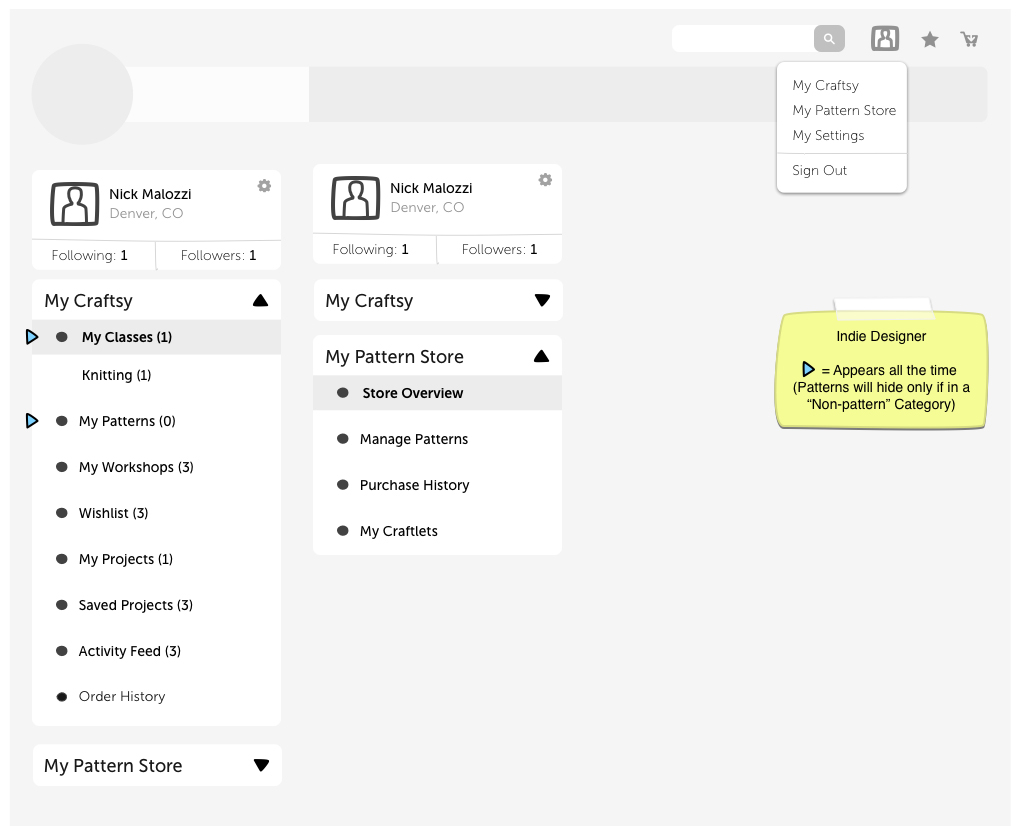 My Craftsy
My Pattern Store
My Settings
Sign Out
Nick Malozzi
Denver, CO
Following: 1
Followers: 1
My Craftsy
My Classes (1)
Knitting (1)
My Patterns (0)
My Workshops (3)
Wishlist (3)
My Projects (1)
Saved Projects (3)
Activity Feed (3)
Order History
My Pattern Store
Nick Malozzi
Denver, CO
Following: 1
Followers: 1
My Craftsy
My Pattern Store
Store Overview
Manage Patterns
Purchase History
My Craftlets
Indie Designer
= Appears all the time
(Patterns will hide only if in a
“Non-pattern” Category)